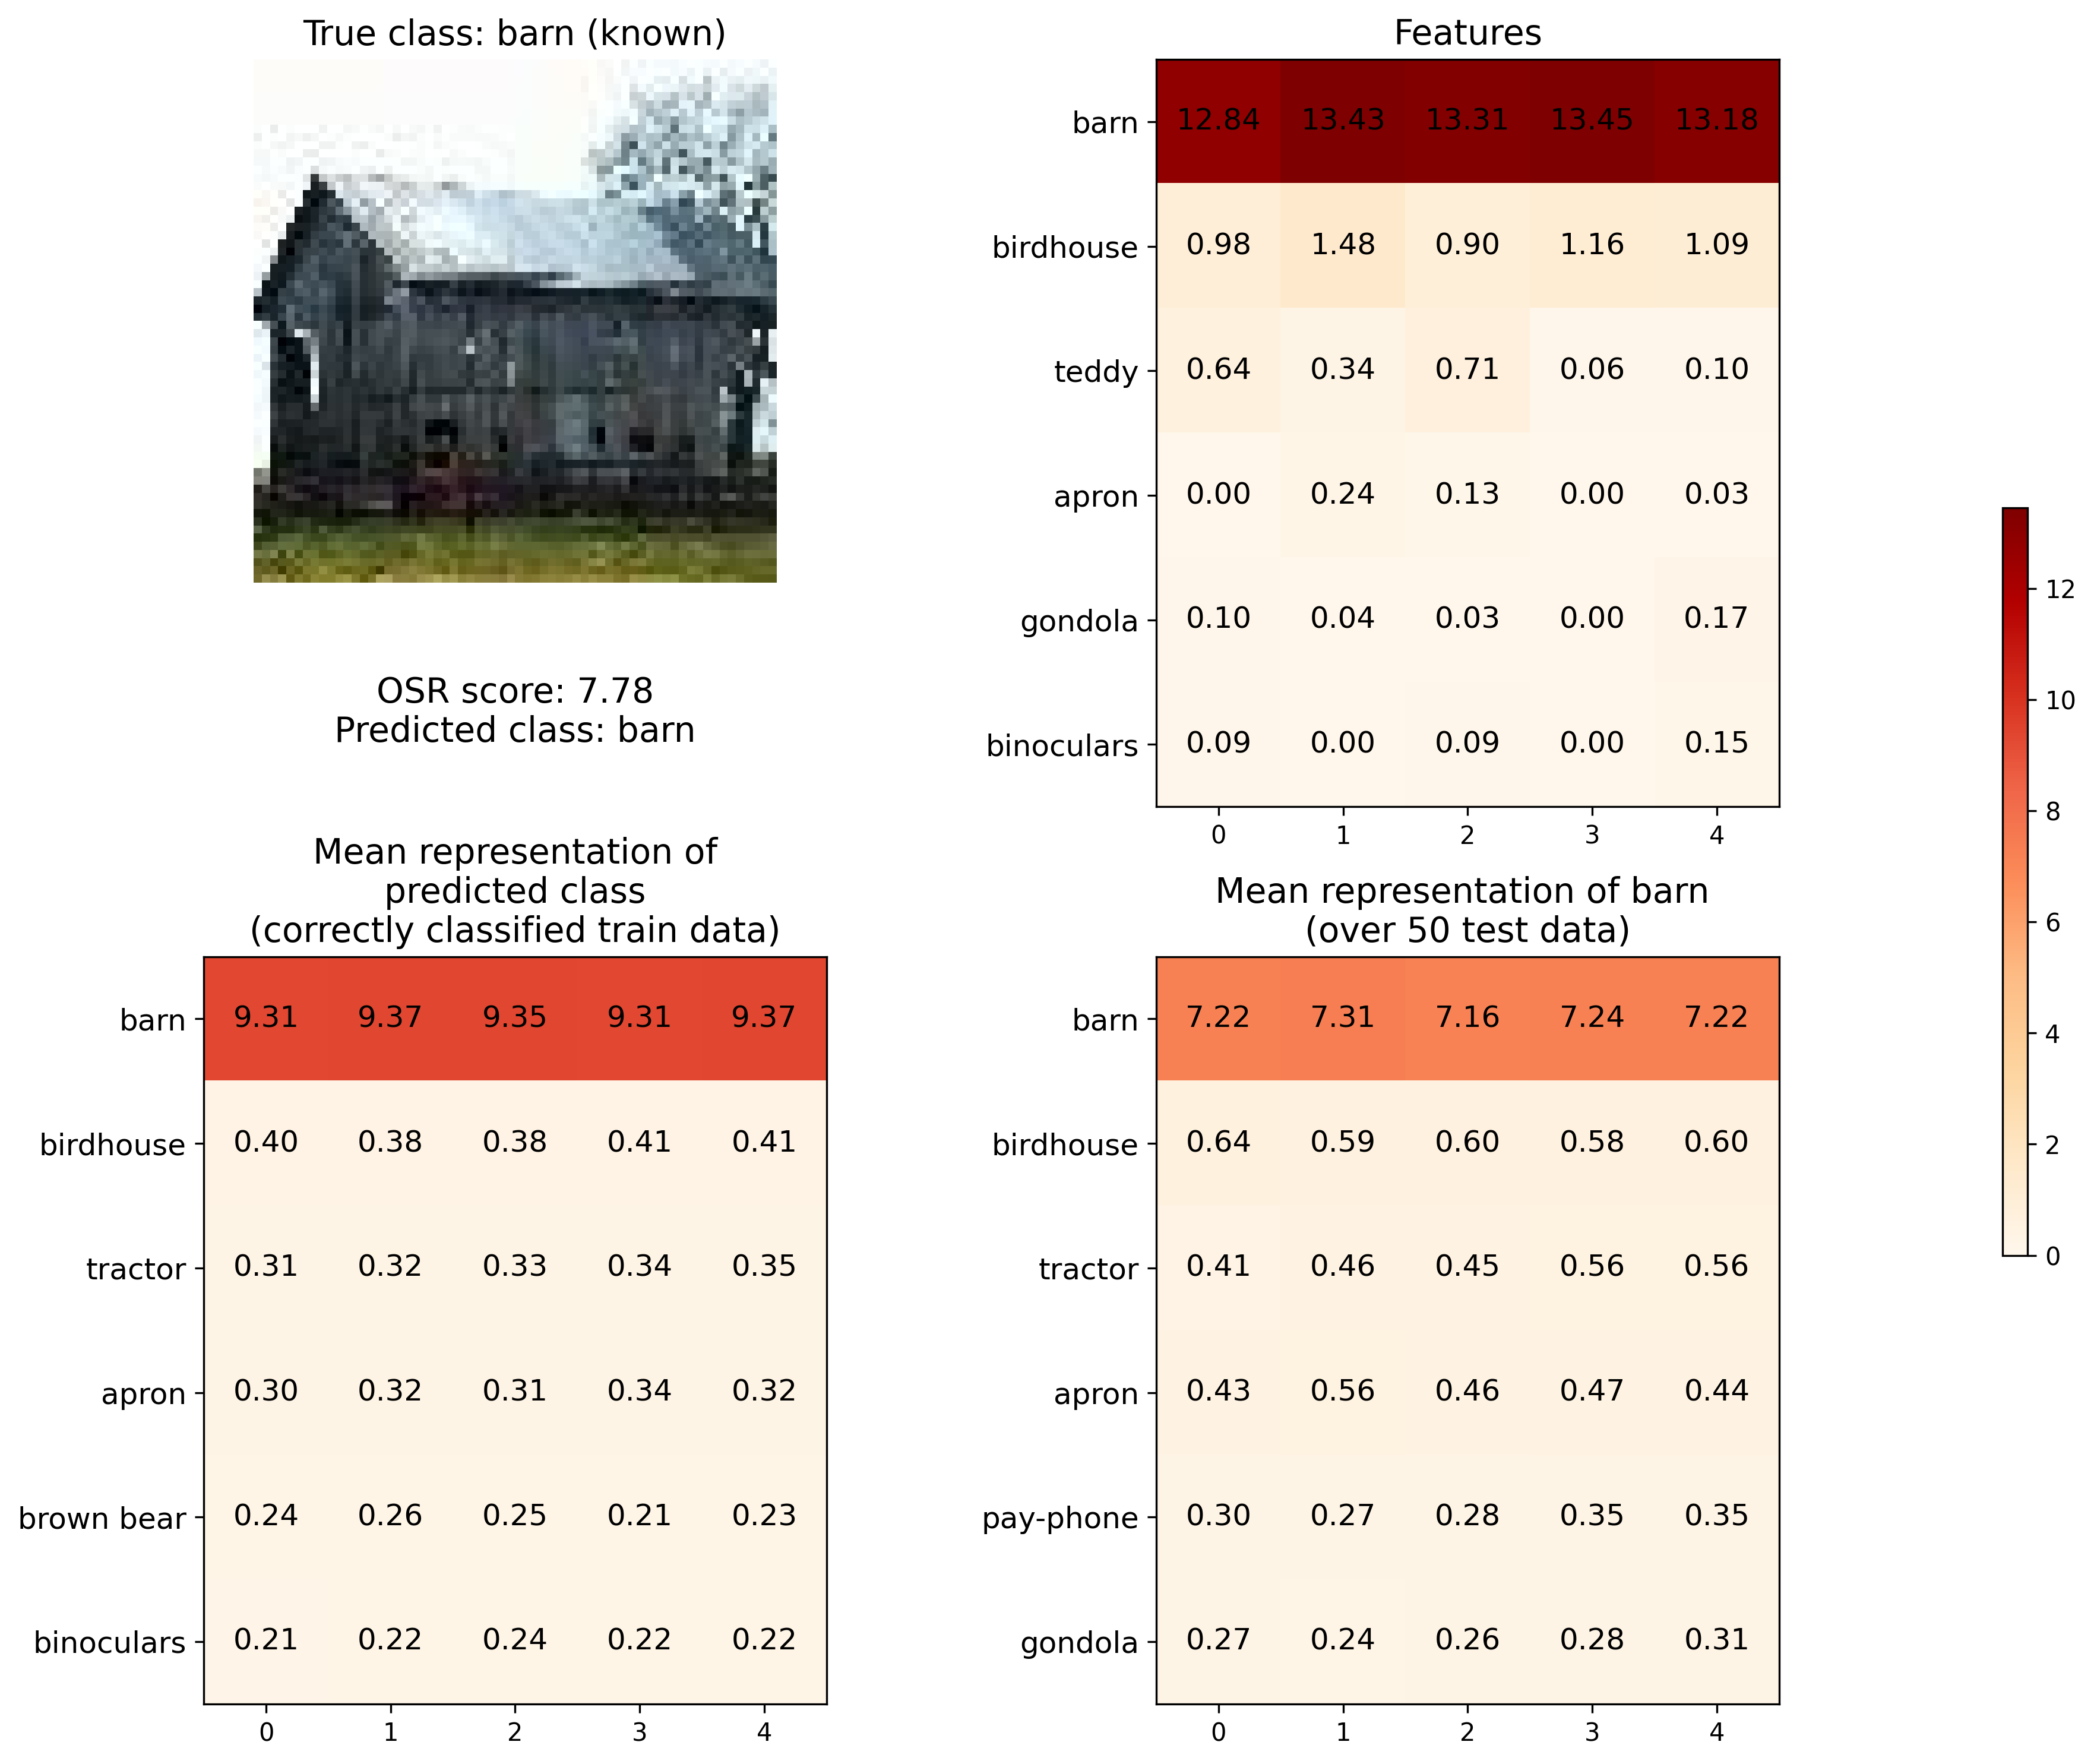 True class: barn (known)
OSR score: 7.78
Predicted class: barn
Features
barn 12.84 13.43 13.31 13.45 13.18
birdhouse 0.98 1.48 0.90 1.16 1.09
teddy 0.64 0.34 0.71 0.06 0.10
apron 0.00 0.24 0.13 0.00 0.03
gondola 0.10 0.04 0.03 0.00 0.17
binoculars 0.09 0.00 0.09 0.00 0.15
0 1 2 3 4
Mean representation of
predicted class
(correctly classified train data)
barn 9.31 9.37 9.35 9.31 9.37
birdhouse 0.40 0.38 0.38 0.41 0.41
tractor 0.31 0.32 0.33 0.34 0.35
apron 0.30 0.32 0.31 0.34 0.32
brown bear 0.24 0.26 0.25 0.21 0.23
binoculars 0.21 0.22 0.24 0.22 0.22
0 1 2 3 4
Mean representation of barn
(over 50 test data)
barn 7.22 7.31 7.16 7.24 7.22
birdhouse 0.64 0.59 0.60 0.58 0.60
tractor 0.41 0.46 0.45 0.56 0.56
apron 0.43 0.56 0.46 0.47 0.44
pay-phone 0.30 0.27 0.28 0.35 0.35
gondola 0.27 0.24 0.26 0.28 0.31
0 1 2 3 4
12
10
8
6
4
2
0